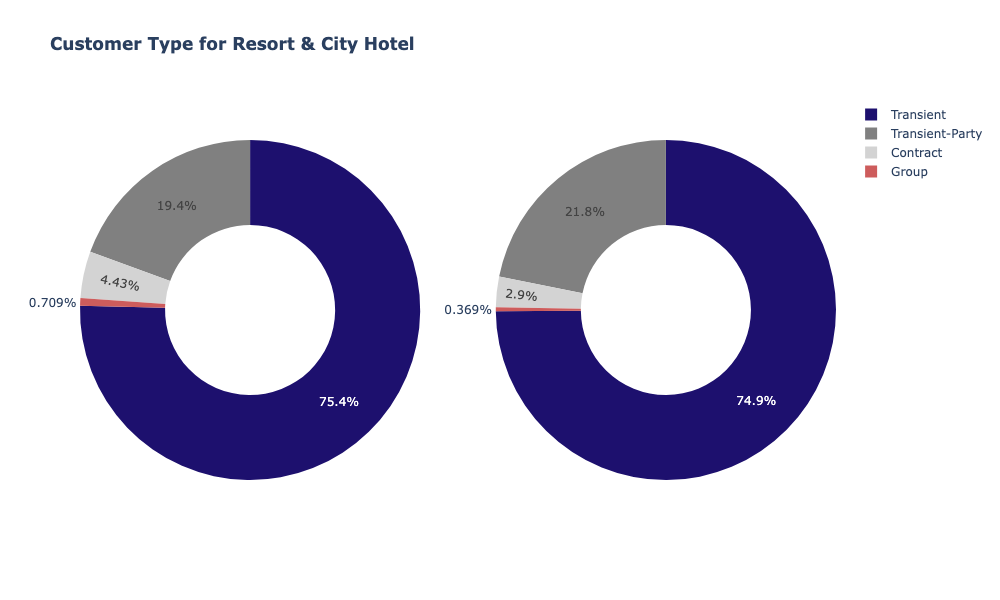 Customer Type for Resort & City Hotel
Transient
Transient-Party
Contract
Group
19.4%
4.43%
0.709%
75.4%
21.8%
2.9%
0.369%
74.9%